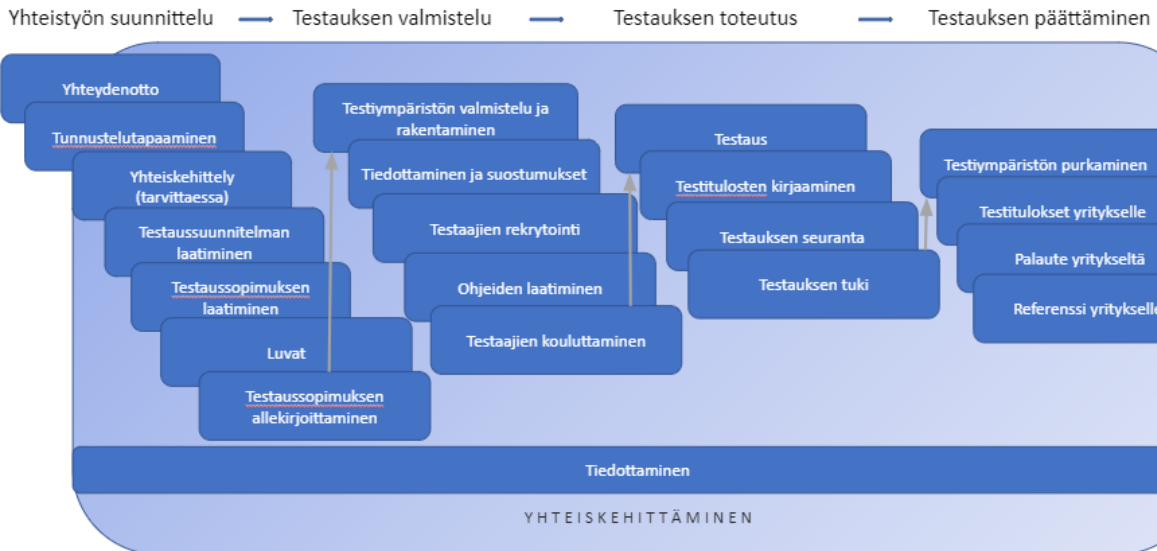 Yhteistyön suunnittelu
Testauksen valmistelu
Testauksen toteutus
Testauksen päättäminen
Yhteydenotto
Tunnustelutapaaminen
Yhteiskehittely
(tarvittaessa)
Testaussuunnitelman
laatiminen
Testaussopimuksen
laatiminen
Luvat
Testaussopimuksen
allekirjoittaminen
Testiympäristön valmistelu ja
rakentaminen
Tiedottaminen ja suostumukset
Testaajien rekrytointi
Ohjeiden laatiminen
Testaajien kouluttaminen
Testaus
Testitulosten kirjaaminen
Testauksen seuranta
Testauksen tuki
Testiympäristön purkaminen
Testitulokset yritykselle
Palaute yritykseltä
Referenssi yritykselle
Tiedottaminen
YHTEISKEHITTÄMINEN